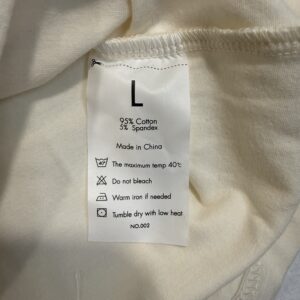 L
95% Cotton
5% Spandex
Made in China
40°
The maximum temp 40℃
Do not bleach
Warm iron if needed
Tumble dry with low heat
NO.002